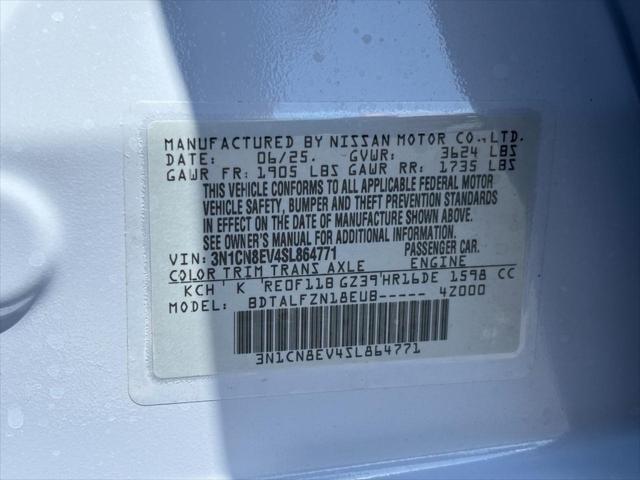 MANUFACTURED BY NISSAN MOTOR CO., LTD.
DATE: 06/25. GVWR: 3624 LBS
GAWR FR: 1905 LBS GAWR RR: 1735 LBS
THIS VEHICLE CONFORMS TO ALL APPLICABLE FEDERAL MOTOR
VEHICLE SAFETY, BUMPER AND THEFT PREVENTION STANDARDS
IN EFFECT ON THE DATE OF MANUFACTURE SHOWN ABOVE.
SEE OWNER'S MANUAL FOR ADDITIONAL INFORMATION.
VIN: 3N1CN8EV4SL864771 PASSENGER CAR.
COLOR TRIM TRANS AXLE ENGINE
KCH ' K 'RE0F11B GZ39'HR16DE 1598 CC
MODEL: BDTALFZN18EUB----- 4Z000
3N1CN8EV4SL864771